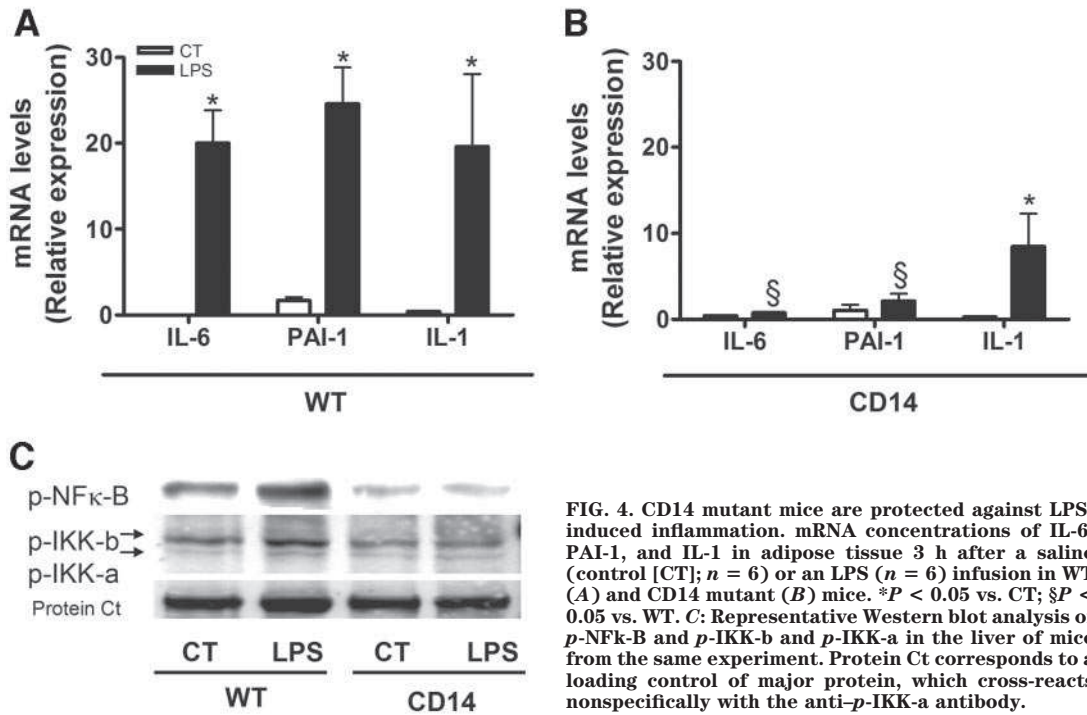 A
CT
LPS
mRNA levels
(Relative expression)
30
20
10
0
*
*
*
IL-6
PAI-1
IL-1
WT
B
mRNA levels
(Relative expression)
30
20
10
0
§
§
*
IL-6
PAI-1
IL-1
CD14
C
p-NFκ-B
p-IKK-b
p-IKK-a
Protein Ct
CT
LPS
CT
LPS
WT
CD14
FIG. 4. CD14 mutant mice are protected against LPS
induced inflammation. mRNA concentrations of IL-6
PAI-1, and IL-1 in adipose tissue 3 h after a saline
(control [CT]; n = 6) or an LPS (n = 6) infusion in WT
(A) and CD14 mutant (B) mice. *P < 0.05 vs. CT; §P <
0.05 vs. WT. C: Representative Western blot analysis o
p-NFk-B and p-IKK-b and p-IKK-a in the liver of mice
from the same experiment. Protein Ct corresponds to a
loading control of major protein, which cross-reacts
nonspecifically with the anti–p-IKK-a antibody.